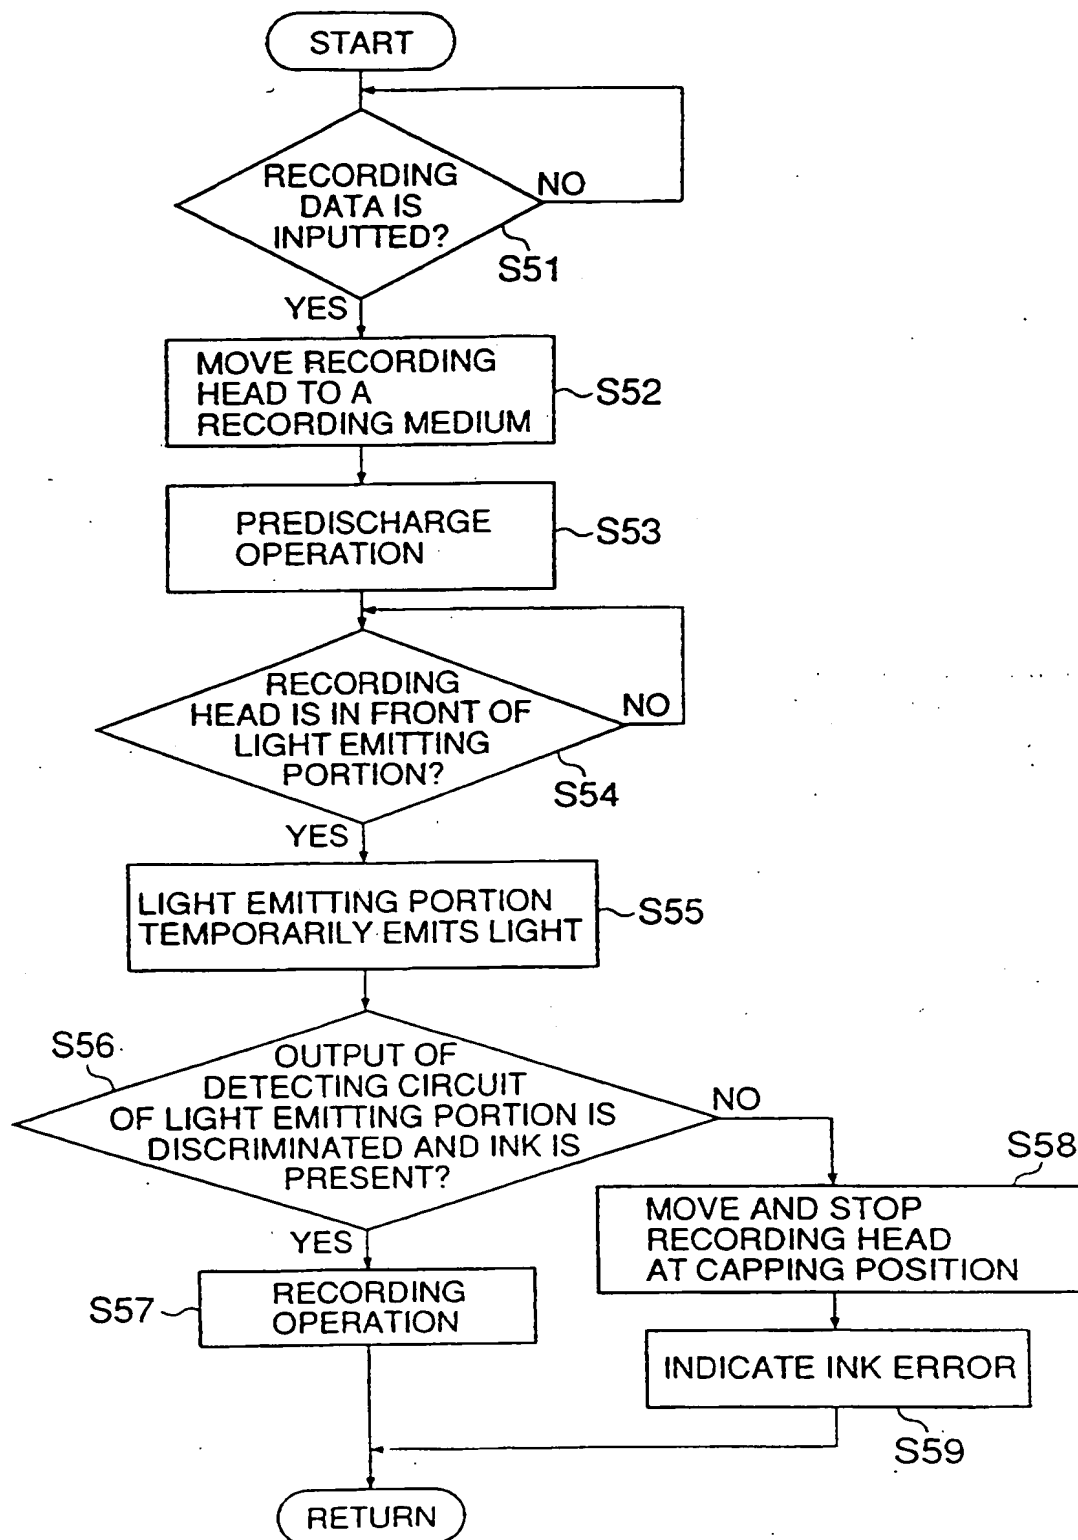 START
RECORDING
DATA IS
INPUTTED?
NO
S51
YES
MOVE RECORDING
HEAD TO A
RECORDING MEDIUM
S52
PREDISCHARGE
OPERATION
S53
RECORDING
HEAD IS IN FRONT OF
LIGHT EMITTING
PORTION?
NO
S54
YES
LIGHT EMITTING PORTION
TEMPORARILY EMITS LIGHT
S55
S56
OUTPUT OF
DETECTING CIRCUIT
OF LIGHT EMITTING PORTION IS
DISCRIMINATED AND INK IS
PRESENT?
NO
YES
S58
MOVE AND STOP
RECORDING HEAD
AT CAPPING POSITION
S57
RECORDING
OPERATION
INDICATE INK ERROR
S59
RETURN